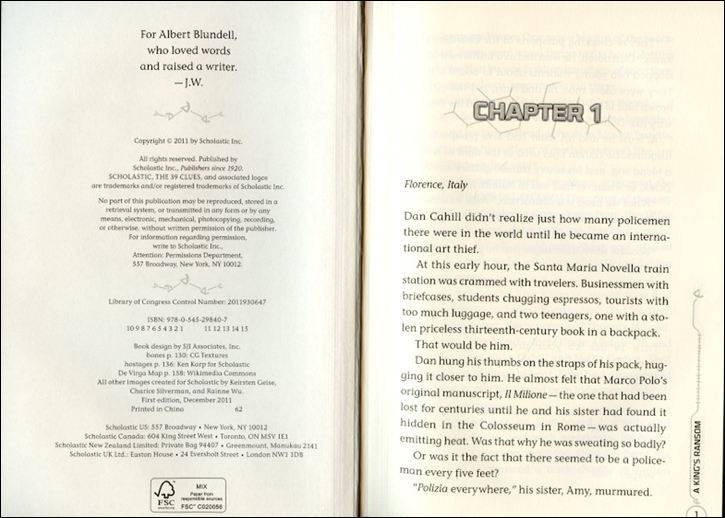 For Albert Blundell,
who loved words
and raised a writer.
—J.W.
Copyright © 2011 by Scholastic Inc.
All rights reserved. Published by
Scholastic Inc., Publishers since 1920.
SCHOLASTIC, THE 39 CLUES, and associated logos
are trademarks and/or registered trademarks of Scholastic Inc.
No part of this publication may be reproduced, stored in a
retrieval system, or transmitted in any form or by any
means, electronic, mechanical, photocopying, recording,
or otherwise, without written permission of the publisher.
For information regarding permission,
write to Scholastic Inc.,
Attention: Permissions Department,
557 Broadway, New York, NY 10012.
Library of Congress Control Number: 2011930647
ISBN: 978-0-545-29840-7
10 9 8 7 6 5 4 3 2 1 11 12 13 14 15
Book design by SJI Associates, Inc.
bones p. 130: CG Textures
hostages p. 136: Ken Karp for Scholastic
De Virga Map p. 158: Wikimedia Commons
All other images created for Scholastic by Keirsten Geise,
Charice Silverman, and Rainne Wu.
First edition, December 2011
Printed in China 62
Scholastic US: 557 Broadway • New York, NY 10012
Scholastic Canada: 604 King Street West • Toronto, ON M5V 1E1
Scholastic New Zealand Limited: Private Bag 94407 • Greenmount, Manukau 2141
Scholastic UK Ltd.: Euston House • 24 Eversholt Street • London NW1 1DB
FSC
MIX
Paper from
responsible sources
FSC® C020056
CHAPTER 1
Florence, Italy
Dan Cahill didn't realize just how many policemen
there were in the world until he became an interna-
tional art thief.
At this early hour, the Santa Maria Novella train
station was crammed with travelers. Businessmen with
briefcases, students chugging espressos, tourists with
too much luggage, and two teenagers, one with a sto-
len priceless thirteenth-century book in a backpack.
That would be him.
Dan hung his thumbs on the straps of his pack, hug-
ging it closer to him. He almost felt that Marco Polo's
original manuscript, Il Milione—the one that had been
lost for centuries until he and his sister had found it
hidden in the Colosseum in Rome—was actually
emitting heat. Was that why he was sweating so badly?
Or was it the fact that there seemed to be a police-
man every five feet?
"Polizia everywhere," his sister, Amy, murmured.
A KING'S RANSOM
1